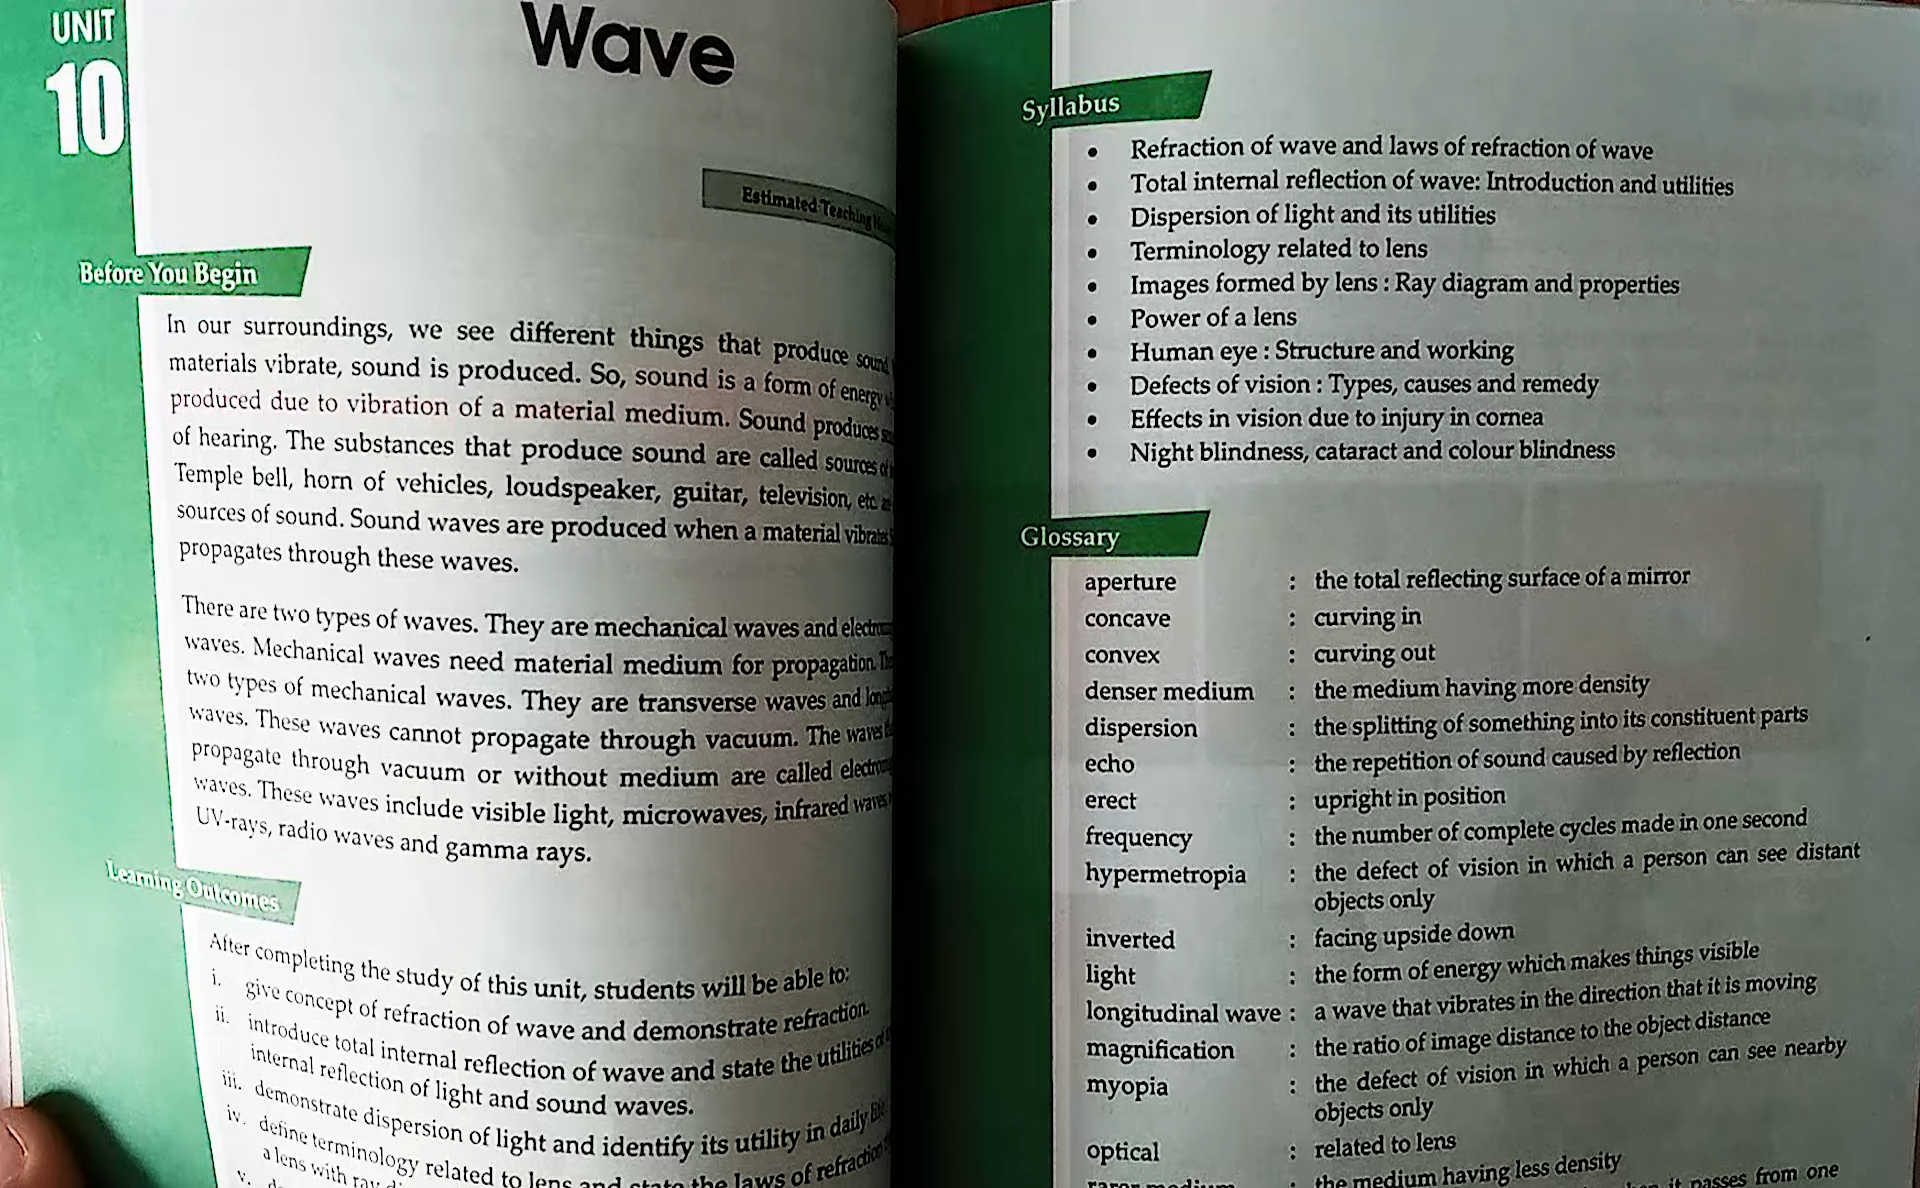 UNIT
10
Wave
Estimated Teaching
Before You Begin
In our surroundings, we see different things that produce sound
materials vibrate, sound is produced. So, sound is a form of energy
produced due to vibration of a material medium. Sound produces
of hearing. The substances that produce sound are called sources of
Temple bell, horn of vehicles, loudspeaker, guitar, television, etc.
sources of sound. Sound waves are produced when a material vibrates
propagates through these waves.
There are two types of waves. They are mechanical waves and
waves. Mechanical waves need material medium for propagation.
two types of mechanical waves. They are transverse waves and
waves. These waves cannot propagate through vacuum. The waves
propagate through vacuum or without medium are called
waves. These waves include visible light, microwaves, infrared waves
UV-rays, radio waves and gamma rays.
Learning Outcomes
After completing the study of this unit, students will be able to:
i. give concept of refraction of wave and demonstrate refraction.
ii. introduce total internal reflection of wave and state the utilities of
internal reflection of light and sound waves.
iii. demonstrate dispersion of light and identify its utility in daily life
iv. define terminology related to lens and state the laws of refraction
a lens with ray
v.
Syllabus
• Refraction of wave and laws of refraction of wave
• Total internal reflection of wave: Introduction and utilities
• Dispersion of light and its utilities
• Terminology related to lens
• Images formed by lens : Ray diagram and properties
• Power of a lens
• Human eye : Structure and working
• Defects of vision : Types, causes and remedy
• Effects in vision due to injury in cornea
• Night blindness, cataract and colour blindness
Glossary
aperture : the total reflecting surface of a mirror
concave : curving in
convex : curving out
denser medium : the medium having more density
dispersion : the splitting of something into its constituent parts
echo : the repetition of sound caused by reflection
erect : upright in position
frequency : the number of complete cycles made in one second
hypermetropia : the defect of vision in which a person can see distant
objects only
inverted : facing upside down
light : the form of energy which makes things visible
longitudinal wave : a wave that vibrates in the direction that it is moving
magnification : the ratio of image distance to the object distance
myopia : the defect of vision in which a person can see nearby
objects only
optical : related to lens
rarer medium : the medium having less density
it passes from one